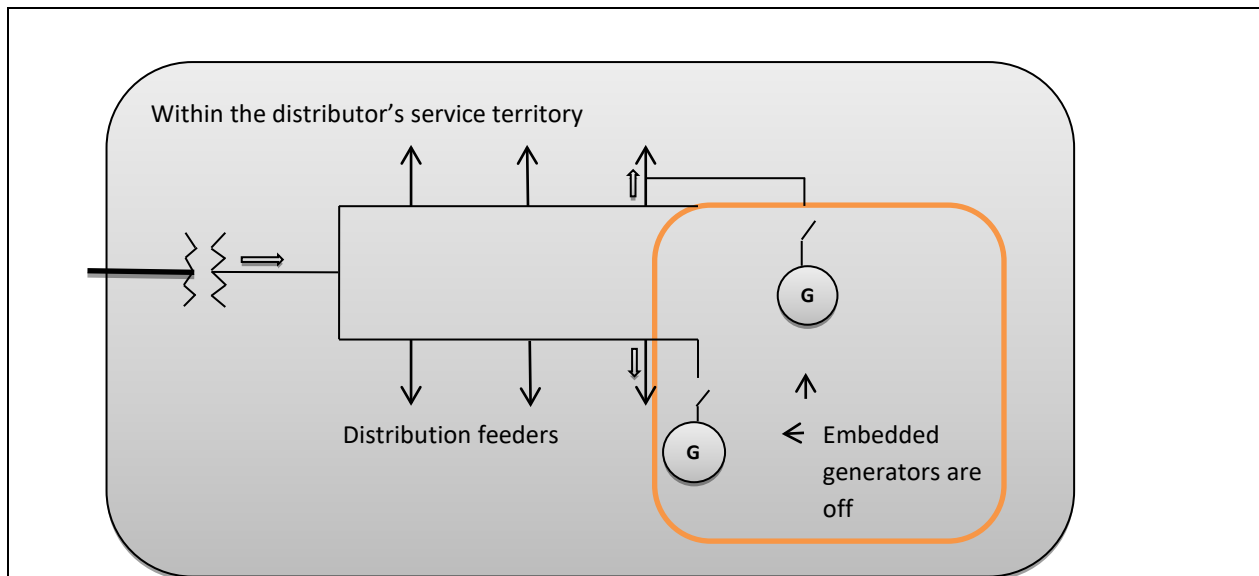 Within the distributor’s service territory
G
Distribution feeders
G
Embedded
generators are
off